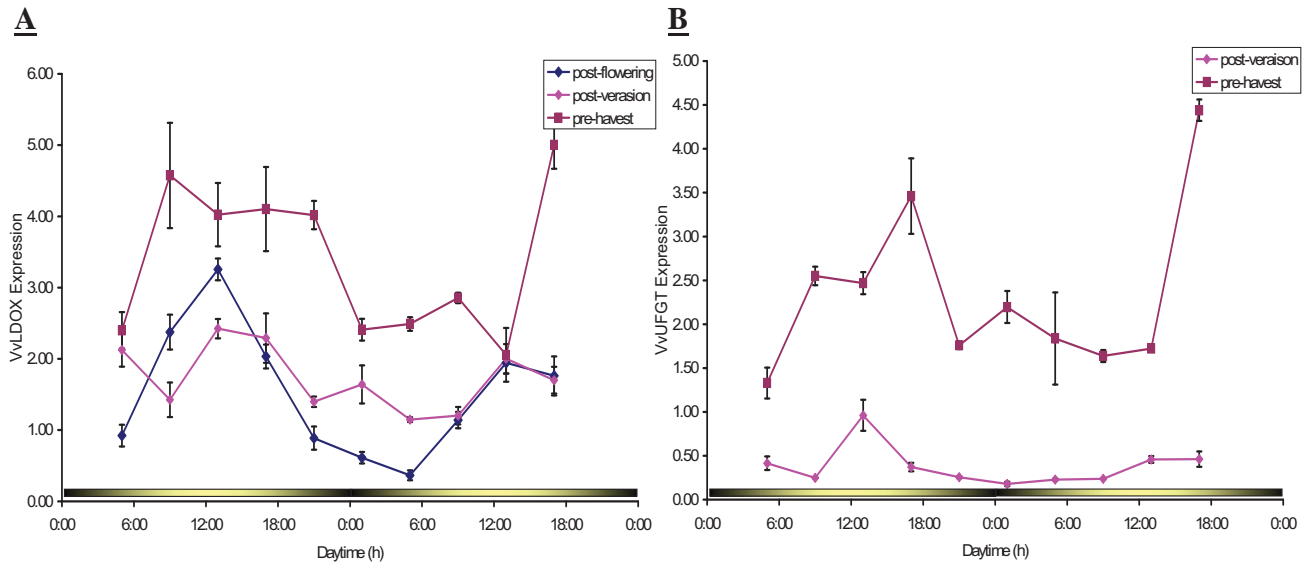 A
B
post-flowering
post-verasion
pre-havest
6.00
5.00
4.00
3.00
2.00
1.00
0.00
VvLDOX Expression
0:00 6:00 12:00 18:00 0:00 6:00 12:00 18:00 0:00
Daytime (h)
post-veraison
pre-havest
5.00
4.50
4.00
3.50
3.00
2.50
2.00
1.50
1.00
0.50
0.00
VvUFGT Expression
0:00 6:00 12:00 18:00 0:00 6:00 12:00 18:00 0:00
Daytime (h)